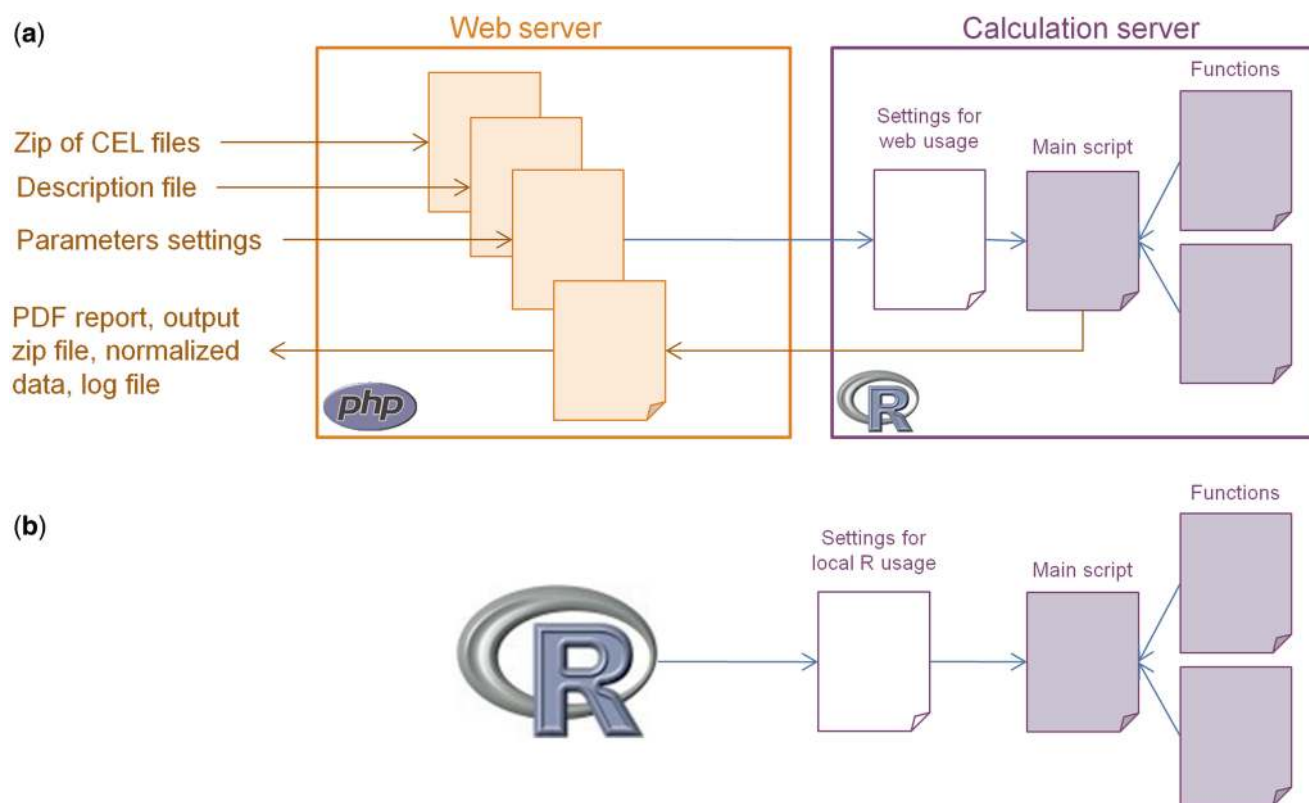 (a)
Web server
Calculation server
Functions
Settings for
web usage
Main script
Zip of CEL files
Description file
Parameters settings
PDF report, output
zip file, normalized
data, log file
php
R
(b)
Functions
Settings for
local R usage
Main script
R